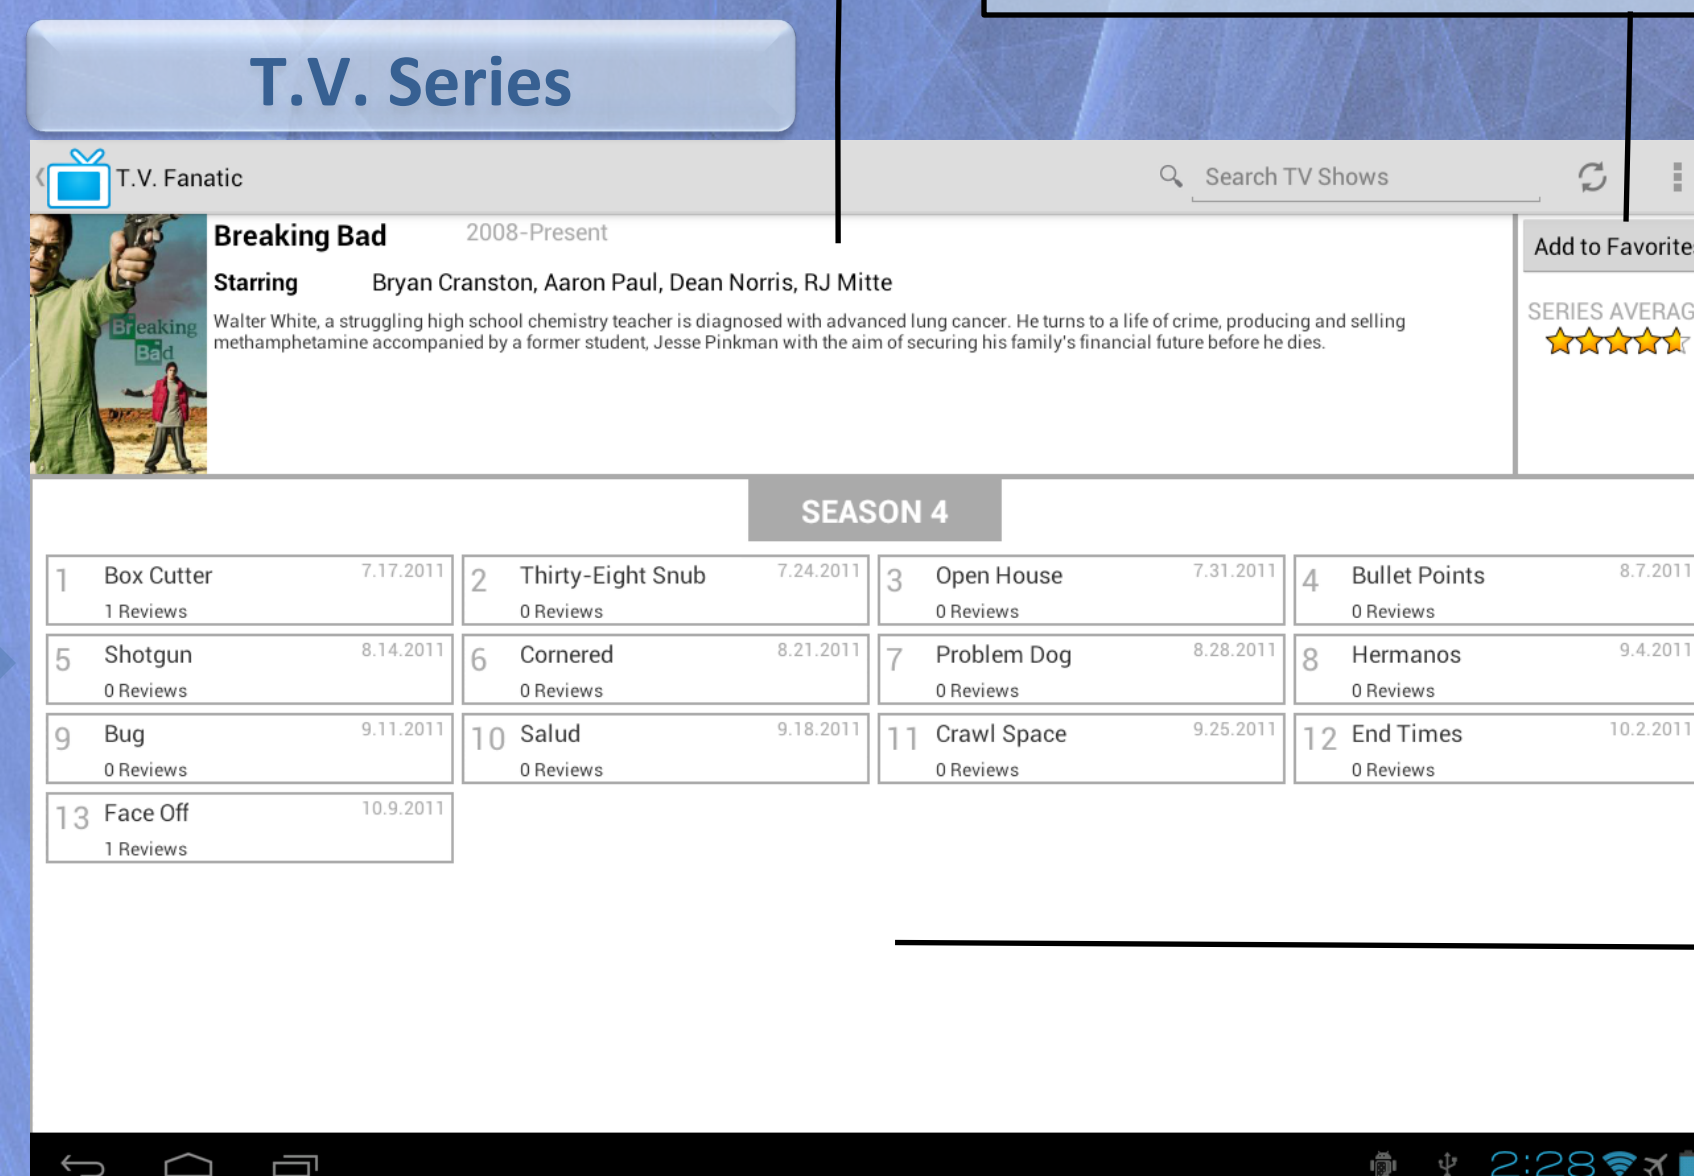 T.V. Series
T.V. Fanatic
Search TV Shows
Breaking Bad 2008-Present
Add to Favorites
Starring Bryan Cranston, Aaron Paul, Dean Norris, RJ Mitte
Walter White, a struggling high school chemistry teacher is diagnosed with advanced lung cancer. He turns to a life of crime, producing and selling
methamphetamine accompanied by a former student, Jesse Pinkman with the aim of securing his family's financial future before he dies.
SERIES AVERAG
Breaking
Bad
SEASON 4
1 Box Cutter 7.17.2011
1 Reviews
2 Thirty-Eight Snub 7.24.2011
0 Reviews
3 Open House 7.31.2011
0 Reviews
4 Bullet Points 8.7.2011
0 Reviews
5 Shotgun 8.14.2011
0 Reviews
6 Cornered 8.21.2011
0 Reviews
7 Problem Dog 8.28.2011
0 Reviews
8 Hermanos 9.4.2011
0 Reviews
9 Bug 9.11.2011
0 Reviews
10 Salud 9.18.2011
0 Reviews
11 Crawl Space 9.25.2011
0 Reviews
12 End Times 10.2.2011
0 Reviews
13 Face Off 10.9.2011
1 Reviews
2:28